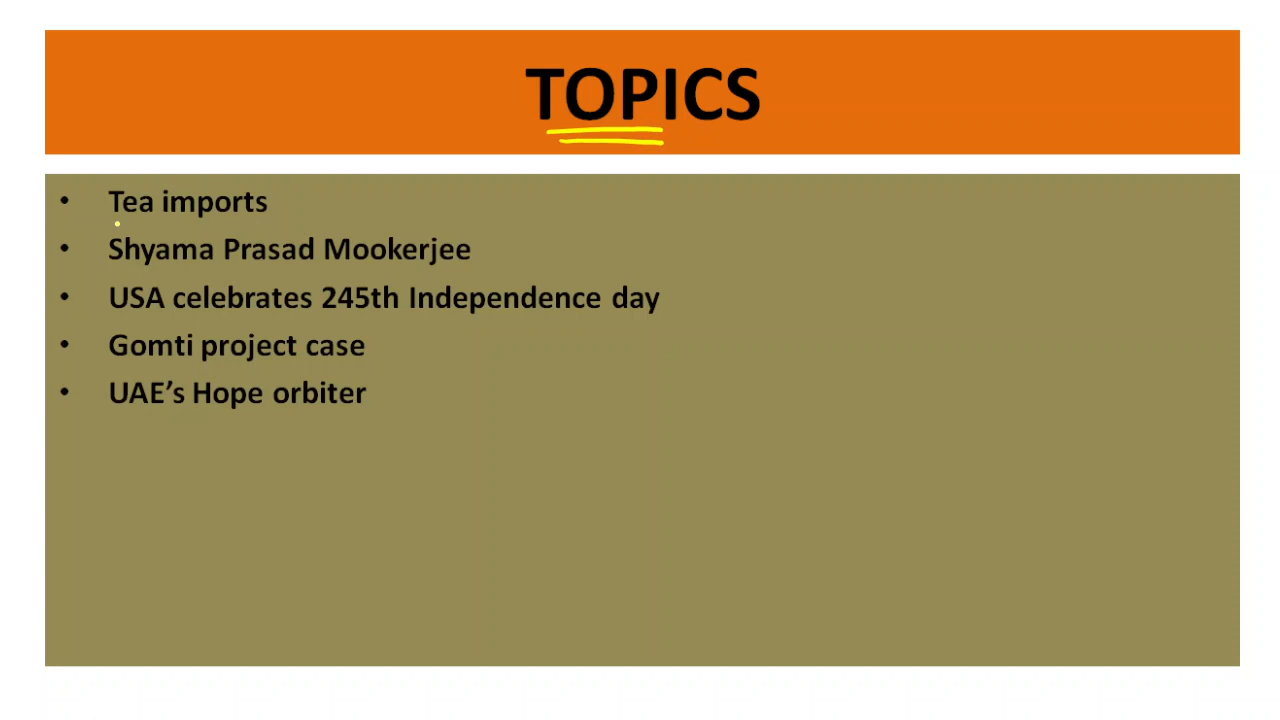 TOPICS
• Tea imports
• Shyama Prasad Mookerjee
• USA celebrates 245th Independence day
• Gomti project case
• UAE’s Hope orbiter